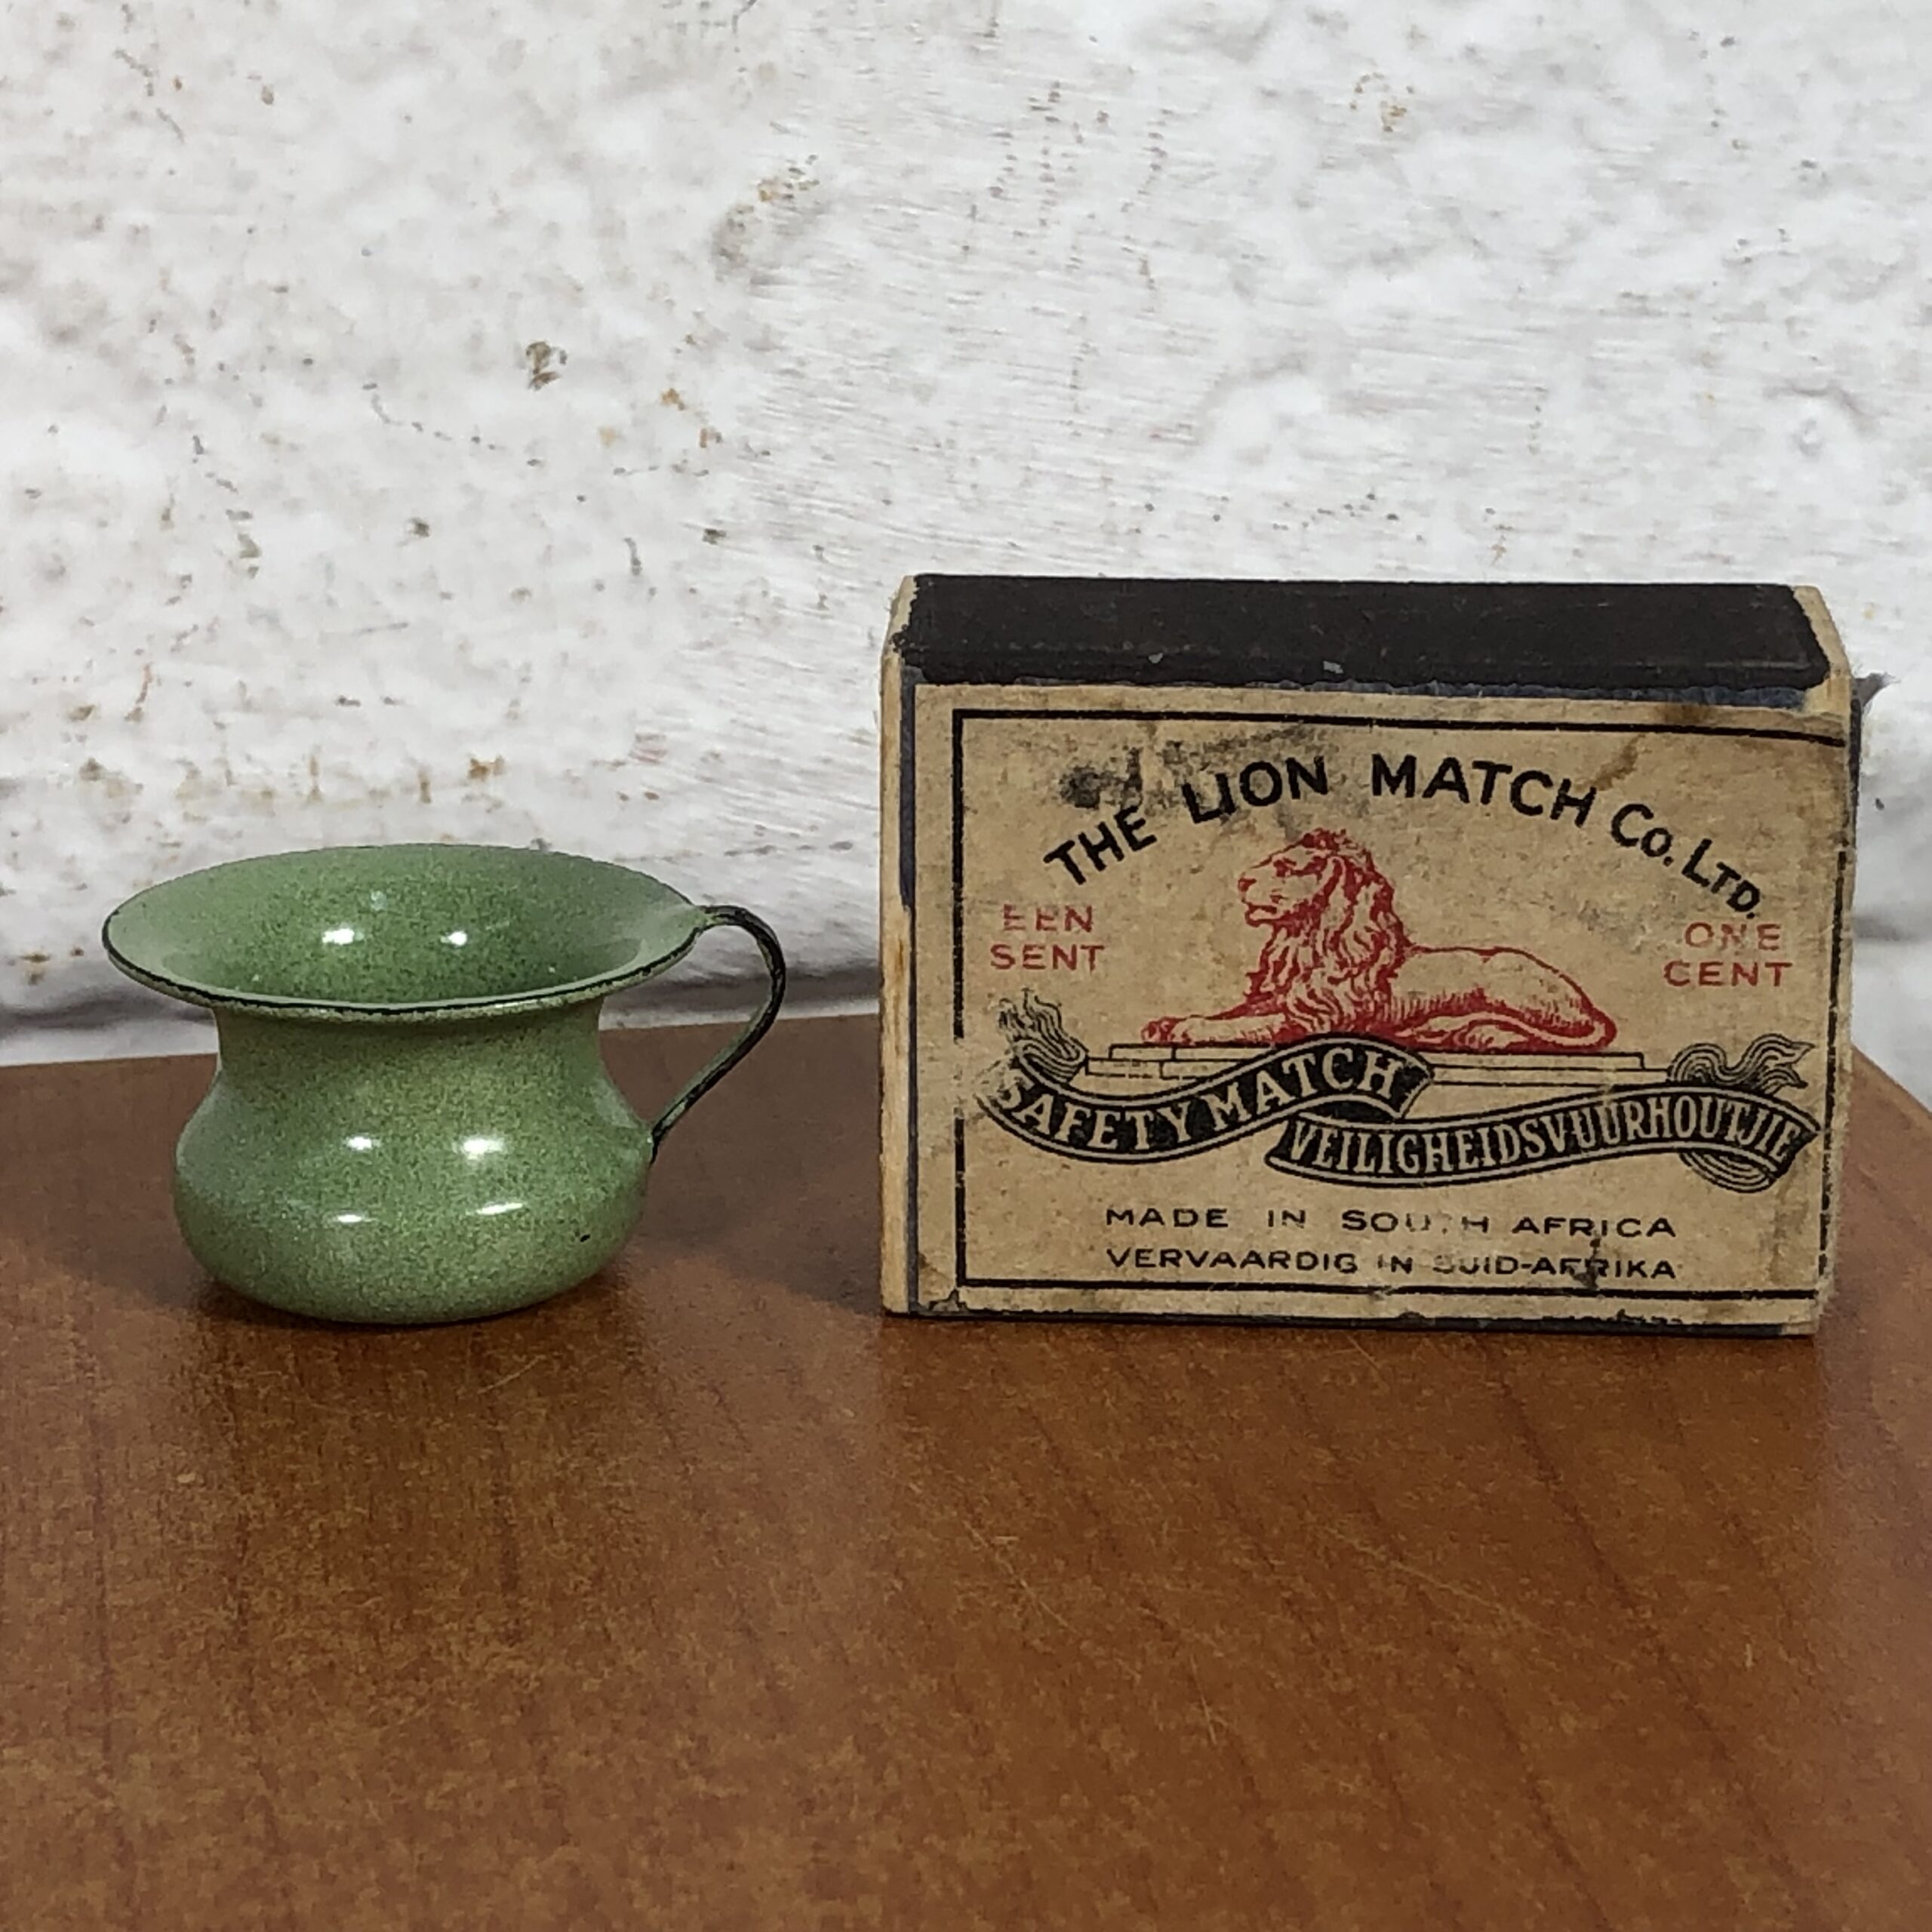 THE LION MATCH CO. LTD.
EEN
SENT
ONE
CENT
SAFETY MATCH
VEILIGHEIDSVUURHOUTJIE
MADE IN SOUTH AFRICA
VERVAARDIG IN SUID-AFRIKA